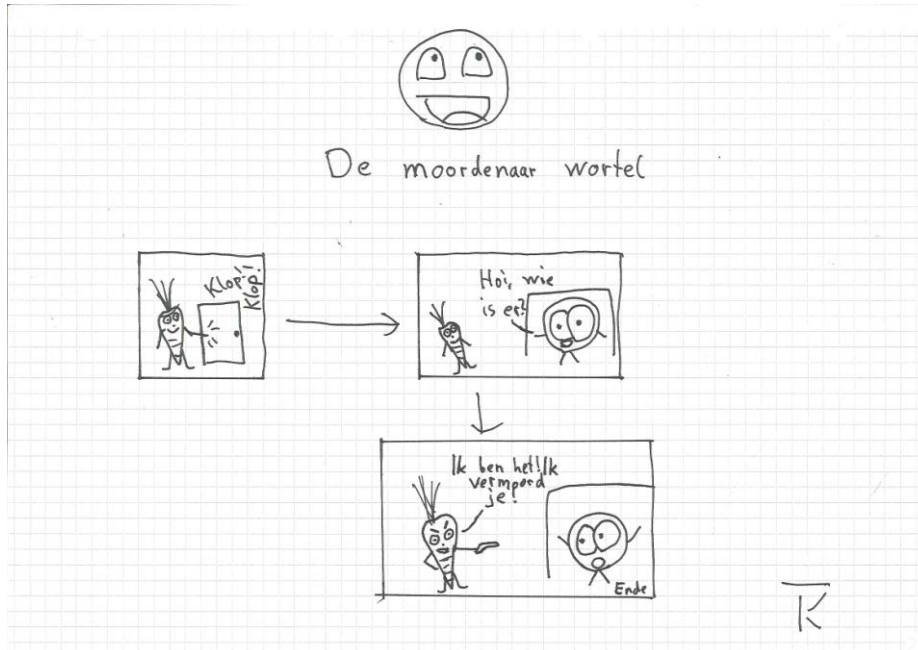 De moordenaar wortel
Klop!
Klop!
Hoi, wie
is er?
Ik ben het! Ik
vermoord
je!
Ende
K